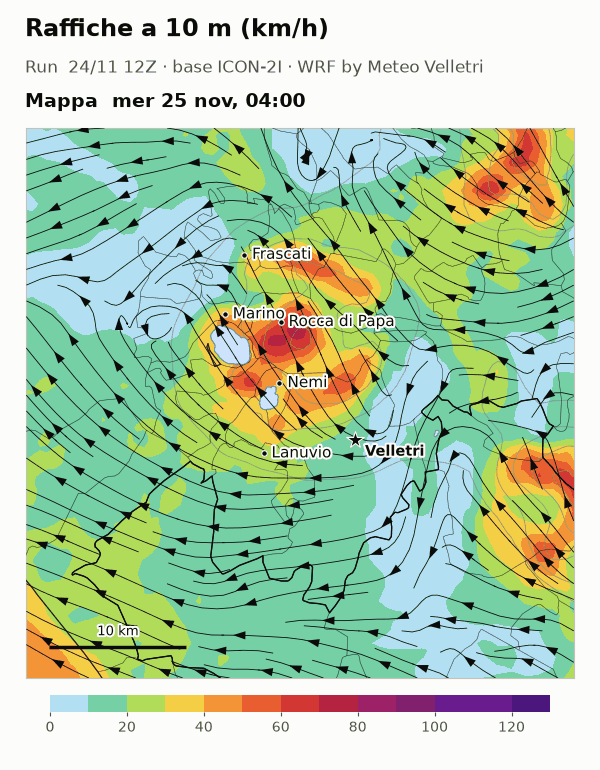 Raffiche a 10 m (km/h)
Run  24/11 12Z · base ICON-2I · WRF by Meteo Velletri
Mappa  mer 25 nov, 04:00
Frascati
Marino
Rocca di Papa
Nemi
Velletri
Lanuvio
10 km
0 20 40 60 80 100 120